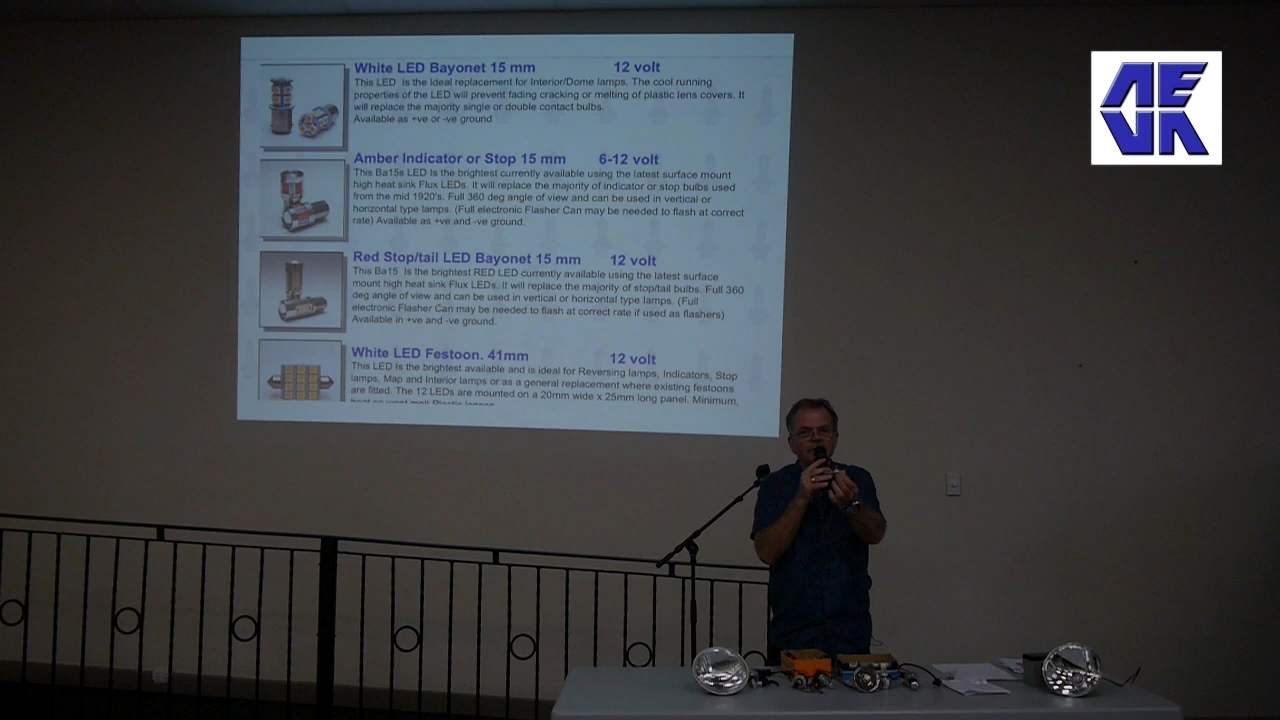 White LED Bayonet 15 mm 12 volt
This LED Is the Ideal replacement for Interior/Dome lamps. The cool running
properties of the LED will prevent fading cracking or melting of plastic lens covers. It
will replace the majority single or double contact bulbs.
Available as +ve or -ve ground
Amber Indicator or Stop 15 mm 6-12 volt
This Ba15s LED Is the brightest currently available using the latest surface mount
high heat sink Flux LEDs. It will replace the majority of indicator or stop bulbs used
from the mid 1920's. Full 360 deg angle of view and can be used in vertical or
horizontal type lamps. (Full electronic Flasher Can may be needed to flash at correct
rate) Available as +ve and -ve ground.
Red Stop/tail LED Bayonet 15 mm 12 volt
This Ba15 Is the brightest RED LED currently available using the latest surface
mount high heat sink Flux LEDs. It will replace the majority of stop/tail bulbs. Full 360
deg angle of view and can be used in vertical or horizontal type lamps. (Full
electronic Flasher Can may be needed to flash at correct rate if used as flashers)
Available in +ve and -ve ground.
White LED Festoon. 41mm 12 volt
This LED Is the brightest available and is ideal for Reversing lamps, Indicators, Stop
lamps, Map and Interior lamps or as a general replacement where existing festoons
are fitted. The 12 LEDs are mounted on a 20mm wide x 25mm long panel. Minimum,